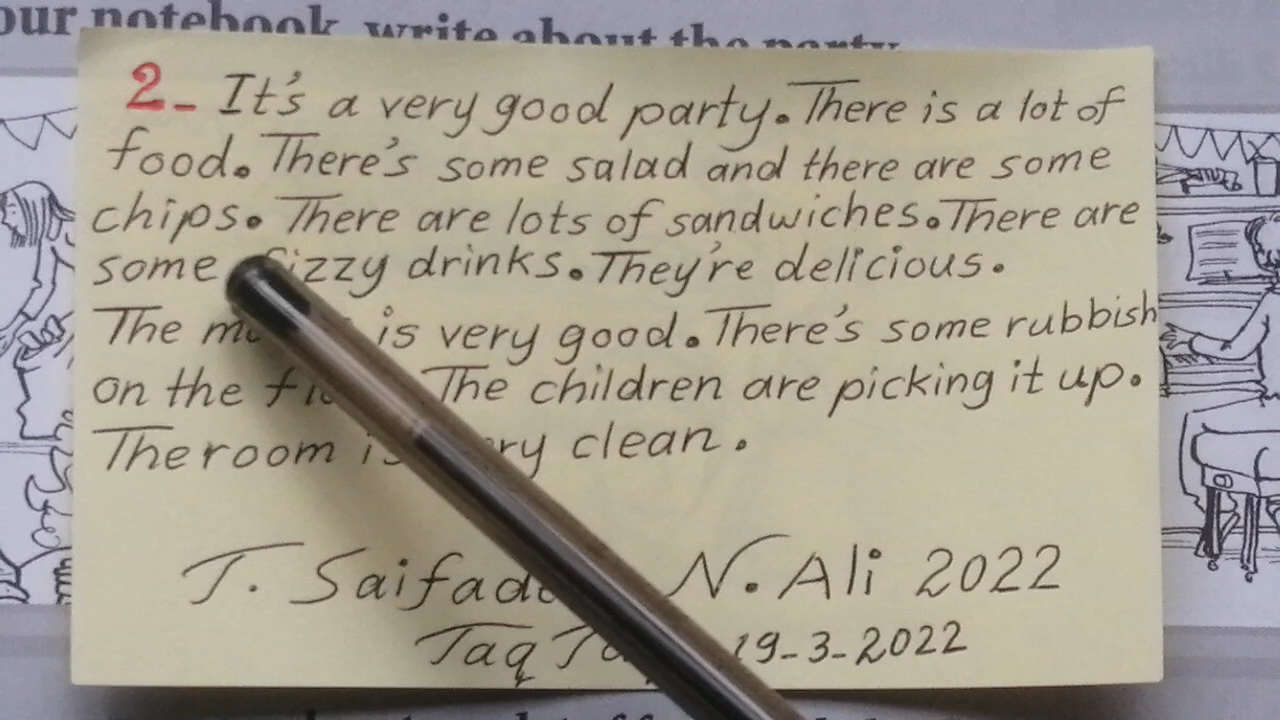 our notebook, write about the party.
2- It's a very good party. There is a lot of
food. There's some salad and there are some
chips. There are lots of sandwiches. There are
some fizzy drinks. They're delicious.
The is very good. There's some rubbish
on the The children are picking it up.
The room clean.
T. N. Ali 2022
Taq 19-3-2022